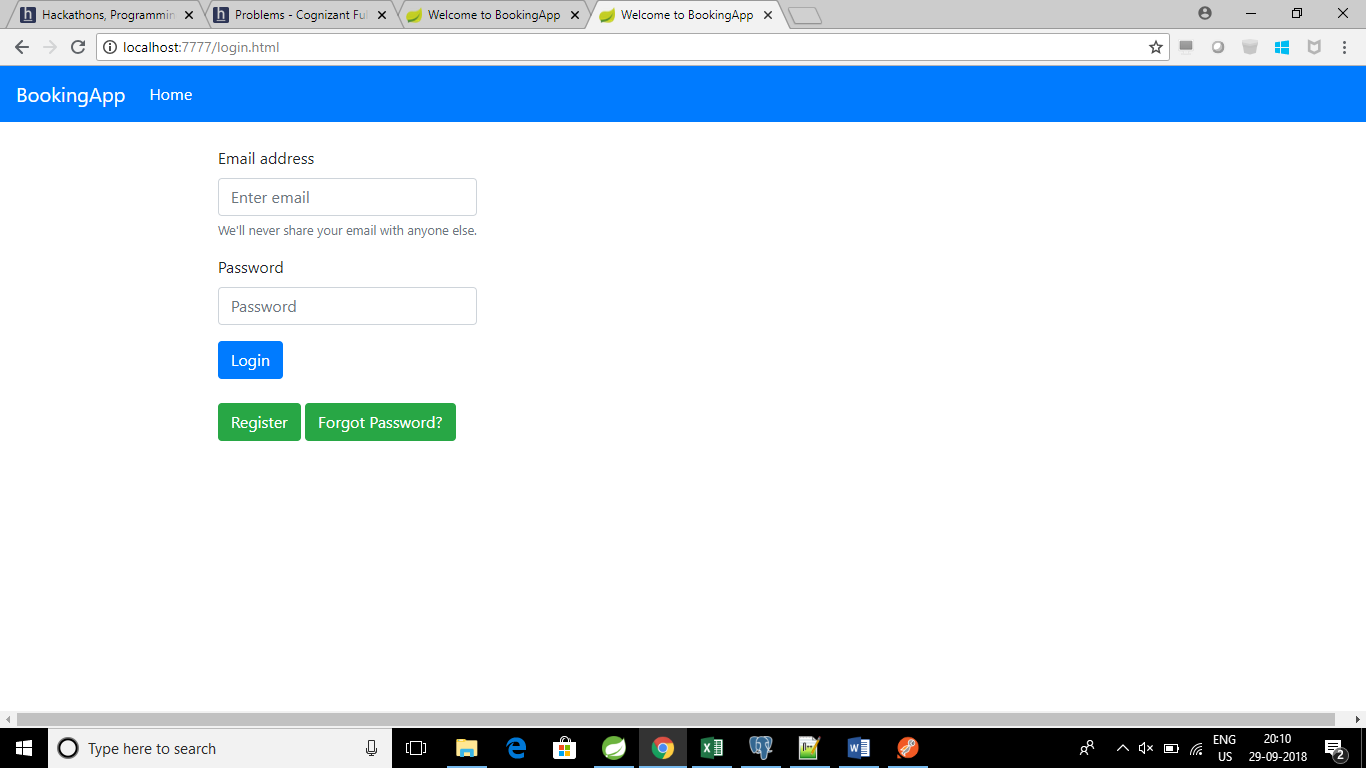 Hackathons, Programmin
Problems - Cognizant Ful
Welcome to BookingApp
Welcome to BookingApp
localhost:7777/login.html
BookingApp Home
Email address
Enter email
We'll never share your email with anyone else.
Password
Password
Login
Register Forgot Password?
Type here to search
ENG
US
20:10
29-09-2018
2